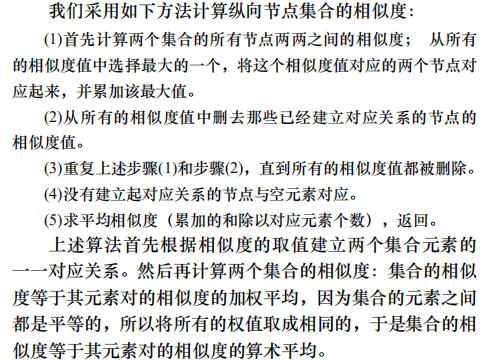 我们采用如下方法计算纵向节点集合的相似度：
(1)首先计算两个集合的所有节点两两之间的相似度； 从所有
的相似度值中选择最大的一个，将这个相似度值对应的两个节点对
应起来，并累加该最大值。
(2)从所有的相似度值中删去那些已经建立对应关系的节点的
相似度值。
(3)重复上述步骤(1)和步骤(2)，直到所有的相似度值都被删除。
(4)没有建立起对应关系的节点与空元素对应。
(5)求平均相似度（累加的和除以对应元素个数），返回。
上述算法首先根据相似度的取值建立两个集合元素的
一一对应关系。然后再计算两个集合的相似度：集合的相似
度等于其元素对的相似度的加权平均，因为集合的元素之间
都是平等的，所以将所有的权值取成相同的，于是集合的相
似度等于其元素对的相似度的算术平均。